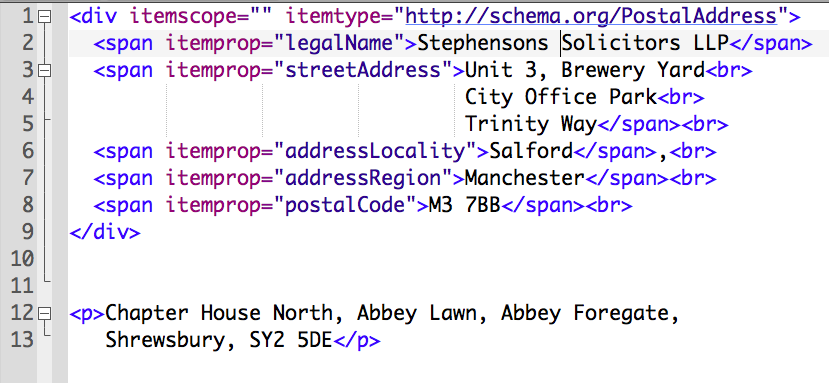 1 <div itemscope="" itemtype="http://schema.org/PostalAddress">
2 <span itemprop="legalName">Stephensons Solicitors LLP</span>
3 <span itemprop="streetAddress">Unit 3, Brewery Yard<br>
4 City Office Park<br>
5 Trinity Way</span><br>
6 <span itemprop="addressLocality">Salford</span>,<br>
7 <span itemprop="addressRegion">Manchester</span><br>
8 <span itemprop="postalCode">M3 7BB</span><br>
9 </div>
10
11
12 <p>Chapter House North, Abbey Lawn, Abbey Foregate,
13 Shrewsbury, SY2 5DE</p>